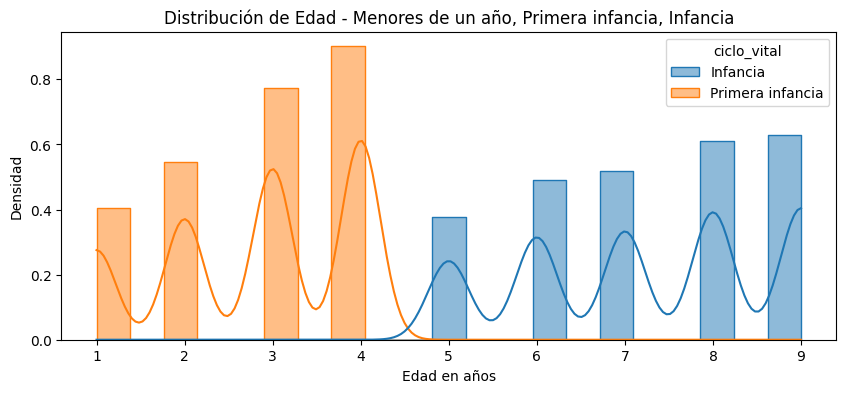 Distribución de Edad - Menores de un año, Primera infancia, Infancia
ciclo_vital
Infancia
Primera infancia
Densidad
0.8
0.6
0.4
0.2
0.0
1 2 3 4 5 6 7 8 9
Edad en años